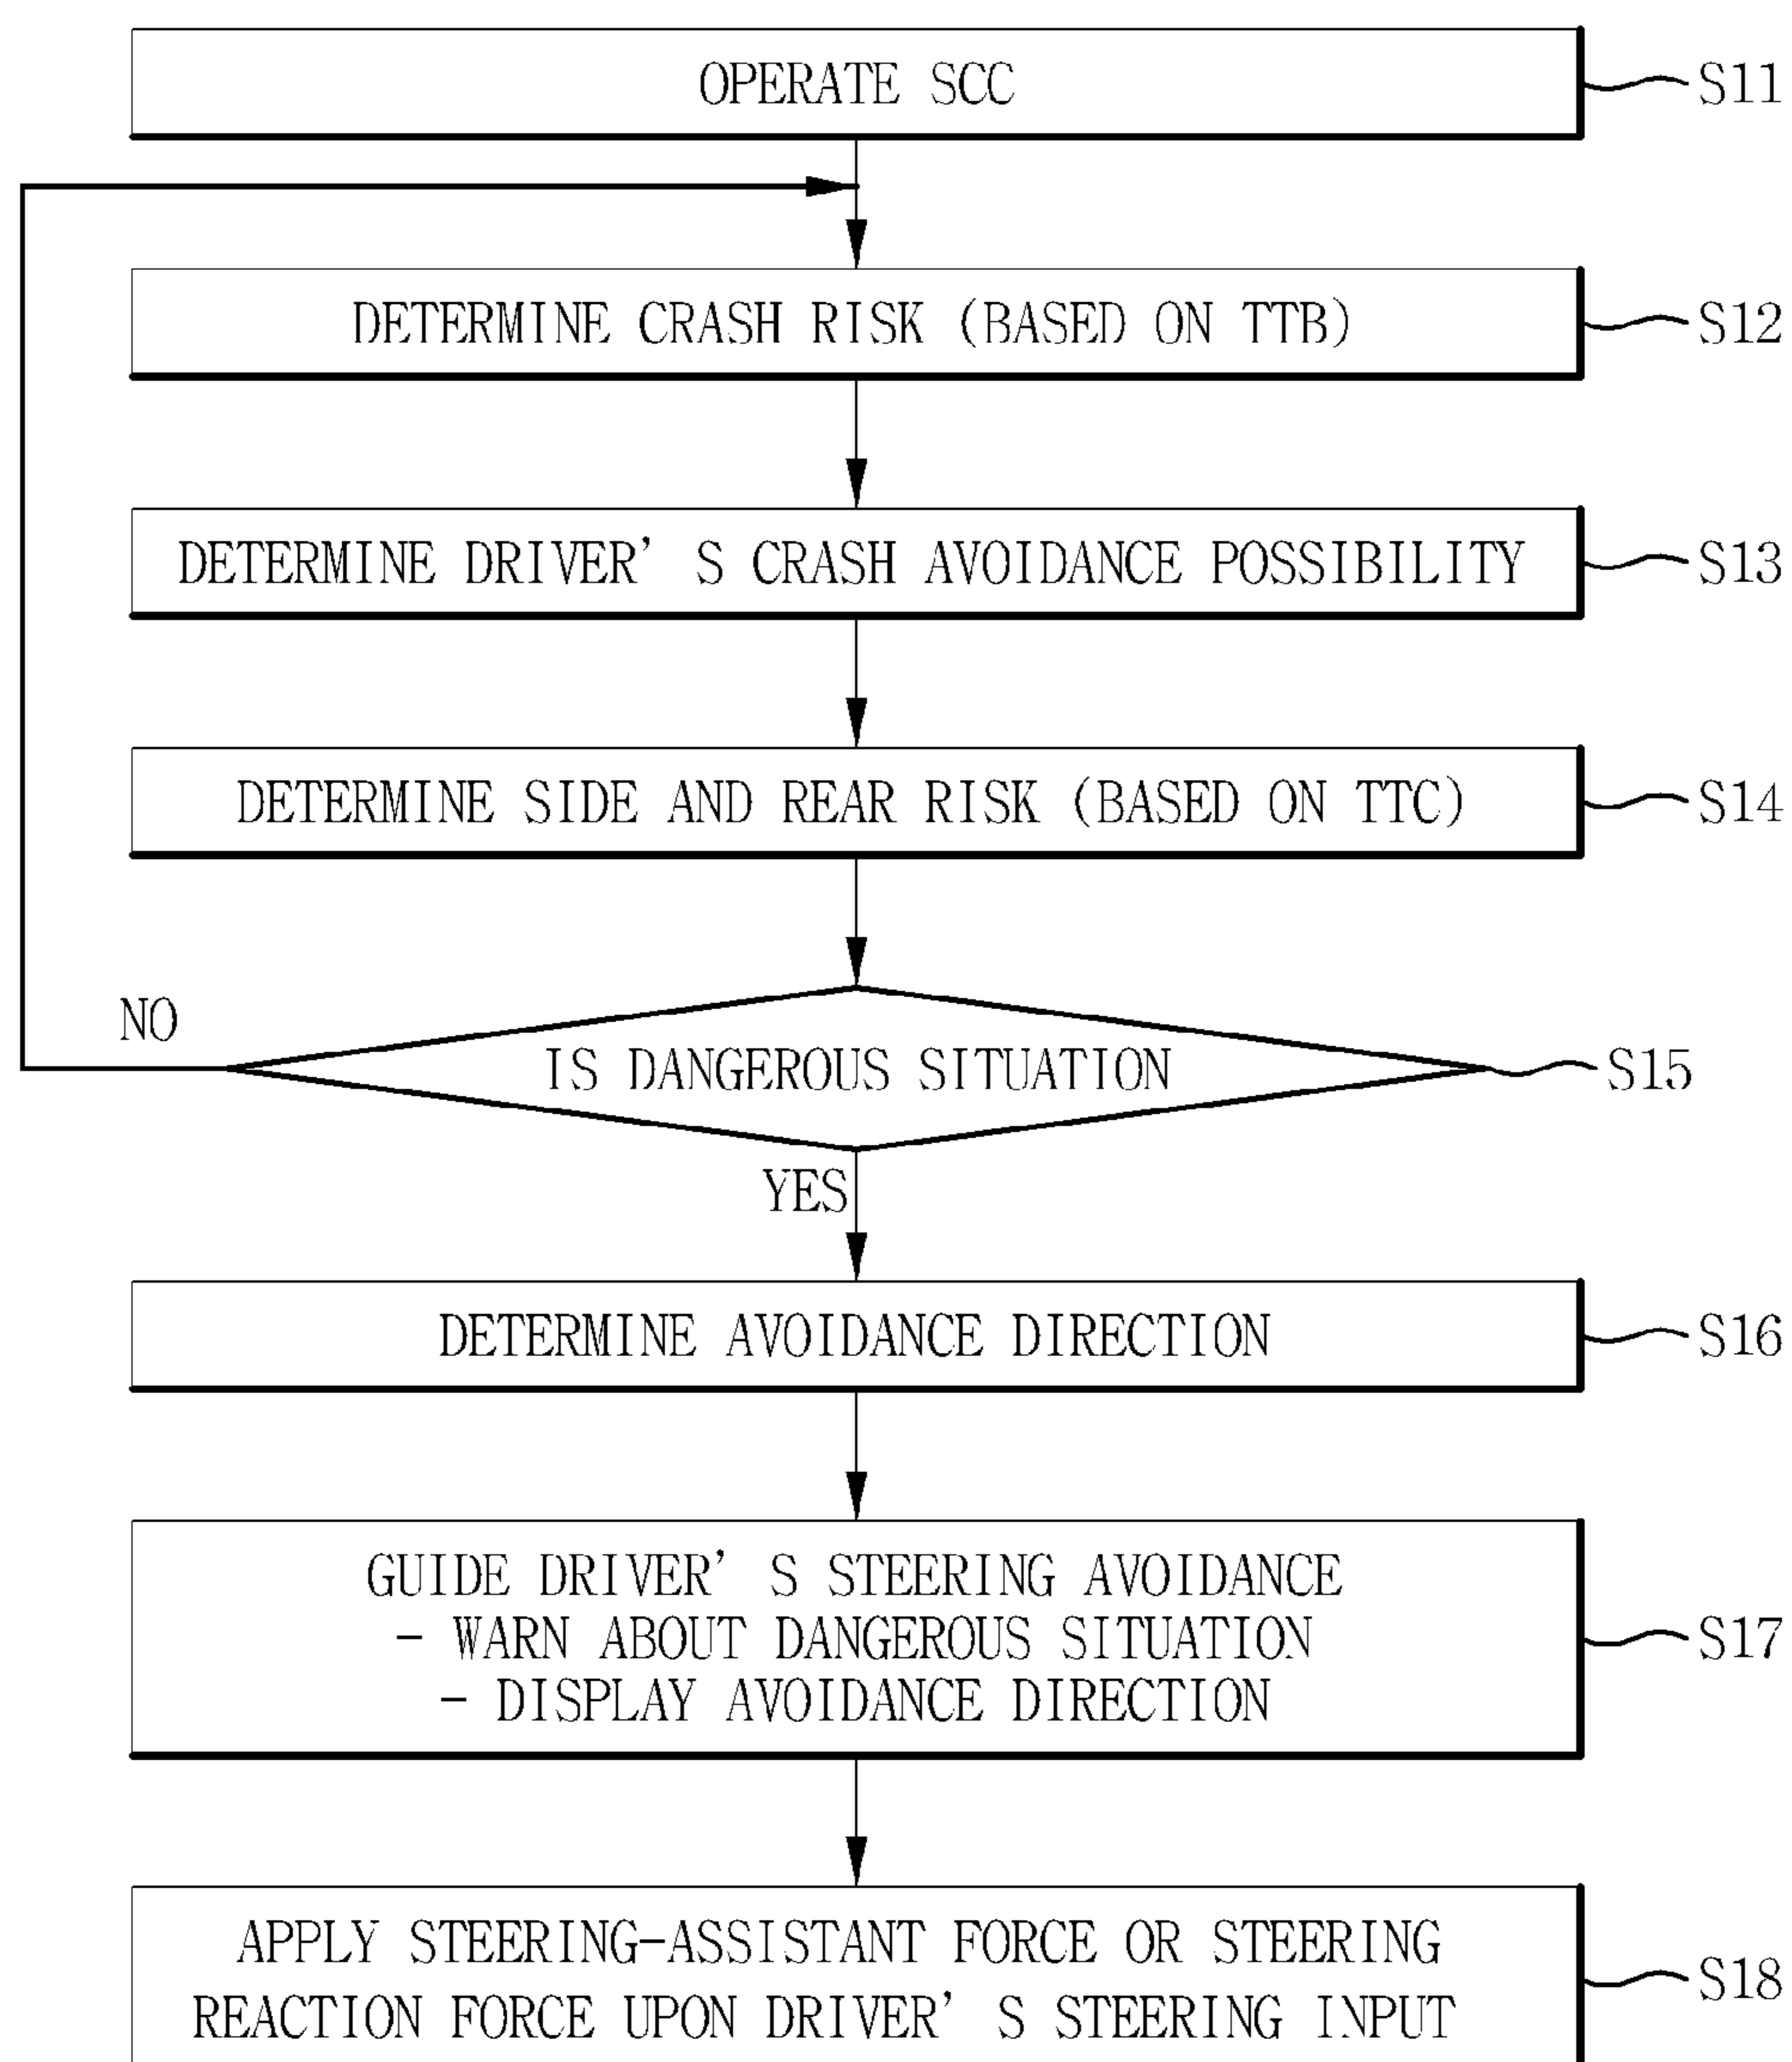 OPERATE SCC
S11
DETERMINE CRASH RISK (BASED ON TTB)
S12
DETERMINE DRIVER'S CRASH AVOIDANCE POSSIBILITY
S13
DETERMINE SIDE AND REAR RISK (BASED ON TTC)
S14
NO
IS DANGEROUS SITUATION
S15
YES
DETERMINE AVOIDANCE DIRECTION
S16
GUIDE DRIVER'S STEERING AVOIDANCE
- WARN ABOUT DANGEROUS SITUATION
- DISPLAY AVOIDANCE DIRECTION
S17
APPLY STEERING-ASSISTANT FORCE OR STEERING
REACTION FORCE UPON DRIVER'S STEERING INPUT
S18